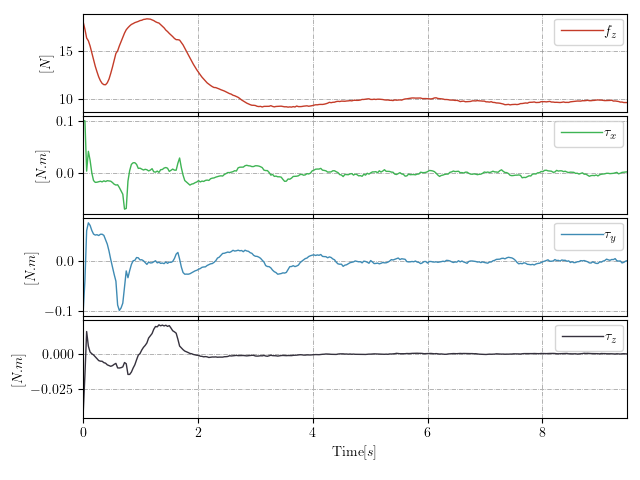 [N]
15
10
f_z
[N.m]
0.1
0.0
τ_x
[N.m]
0.0
−0.1
τ_y
[N.m]
0.000
−0.025
τ_z
0 2 4 6 8
Time[s]